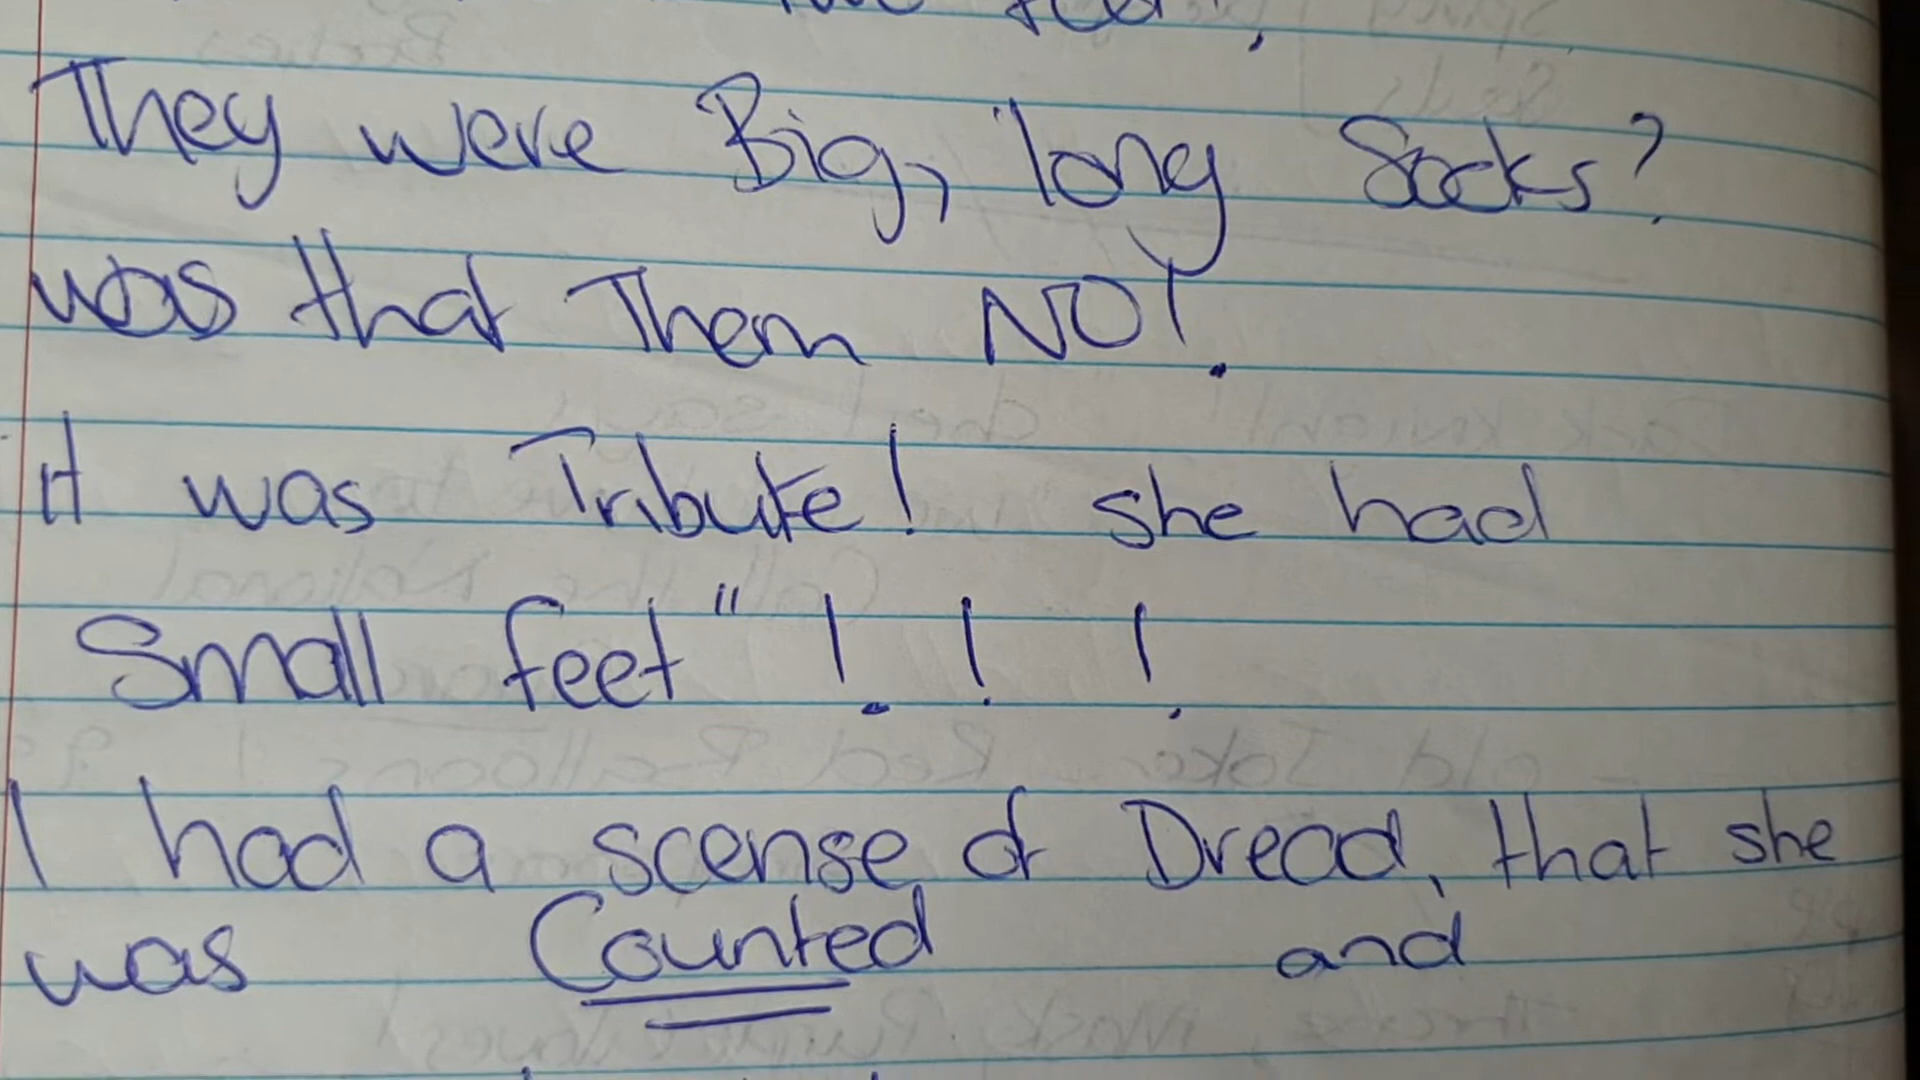 They were Big, long Socks?
was that Them NO!
it was Tribute! she had
Small feet" ! ! !
I had a scense of Dread, that she
was Counted and